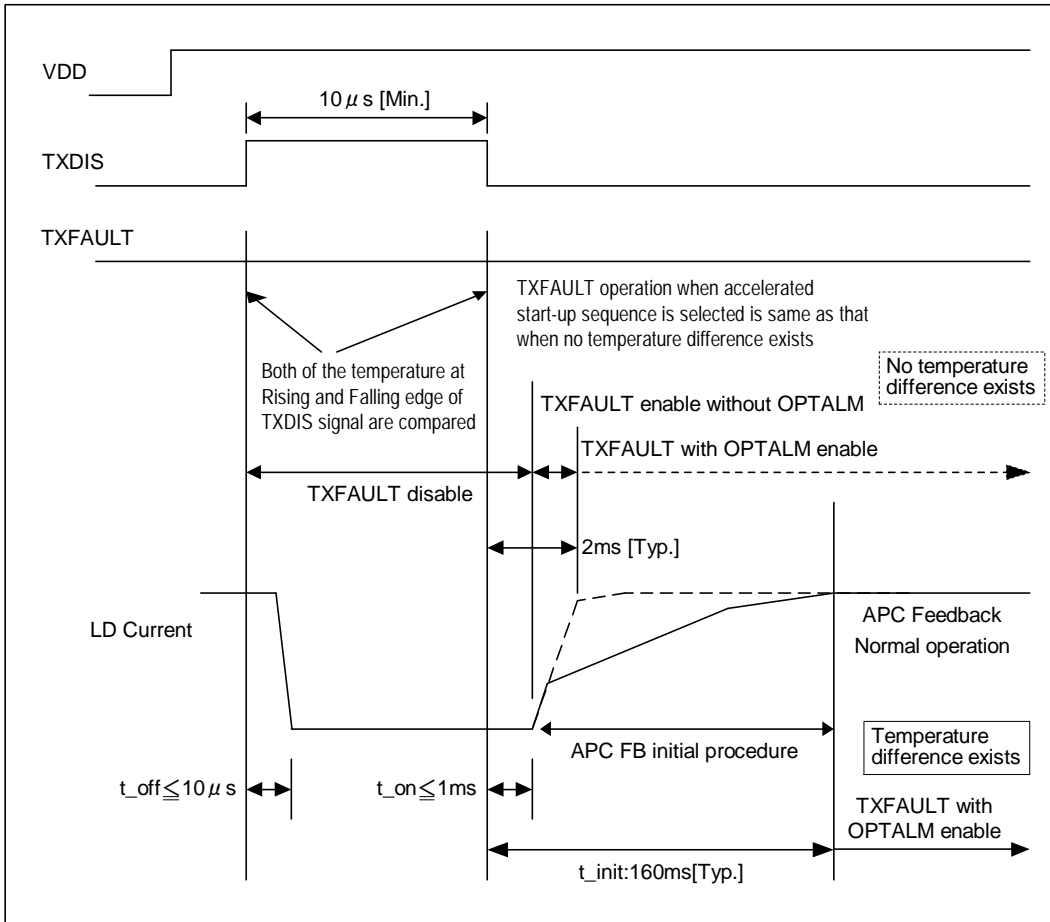 VDD
10μs [Min.]
TXDIS
TXFAULT
TXFAULT operation when accelerated
start-up sequence is selected is same as that
when no temperature difference exists
Both of the temperature at
Rising and Falling edge of
TXDIS signal are compared
No temperature
difference exists
TXFAULT enable without OPTALM
TXFAULT with OPTALM enable
TXFAULT disable
2ms [Typ.]
LD Current
APC Feedback
Normal operation
APC FB initial procedure
Temperature
difference exists
t_off≦10μs
t_on≦1ms
TXFAULT with
OPTALM enable
t_init:160ms[Typ.]